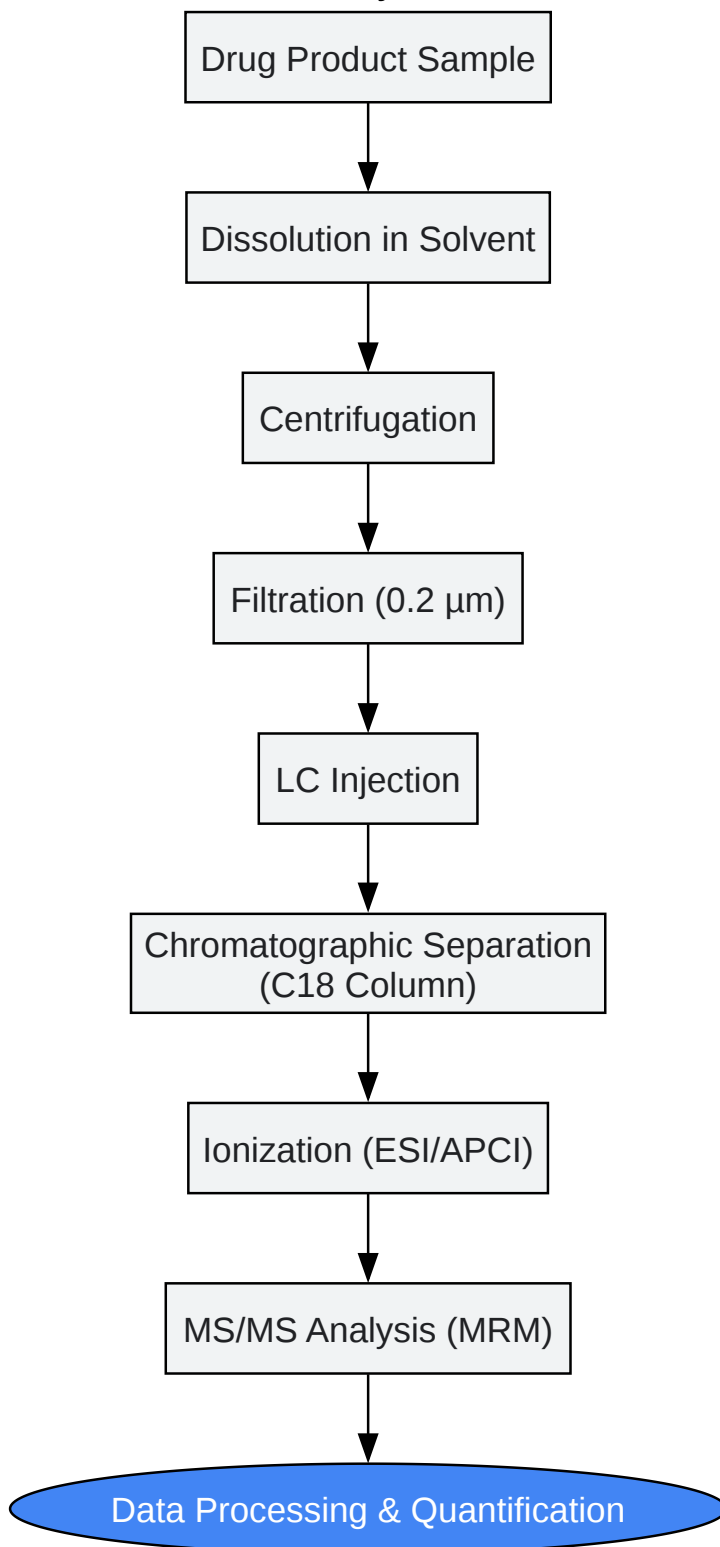 Drug Product Sample
Dissolution in Solvent
Centrifugation
Filtration (0.2 µm)
LC Injection
Chromatographic Separation
(C18 Column)
Ionization (ESI/APCI)
MS/MS Analysis (MRM)
Data Processing & Quantification